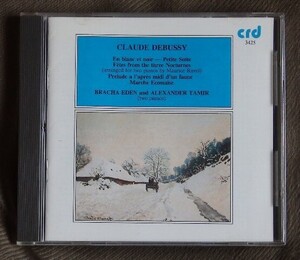 crd
3425
CLAUDE DEBUSSY
En blanc et noir — Petite Suite
Fêtes from the three Nocturnes
(arranged for two pianos by Maurice Ravel)
Prélude à l'après midi d'un faune
Marche Ecossaise
BRACHA EDEN and ALEXANDER TAMIR
(two pianos)